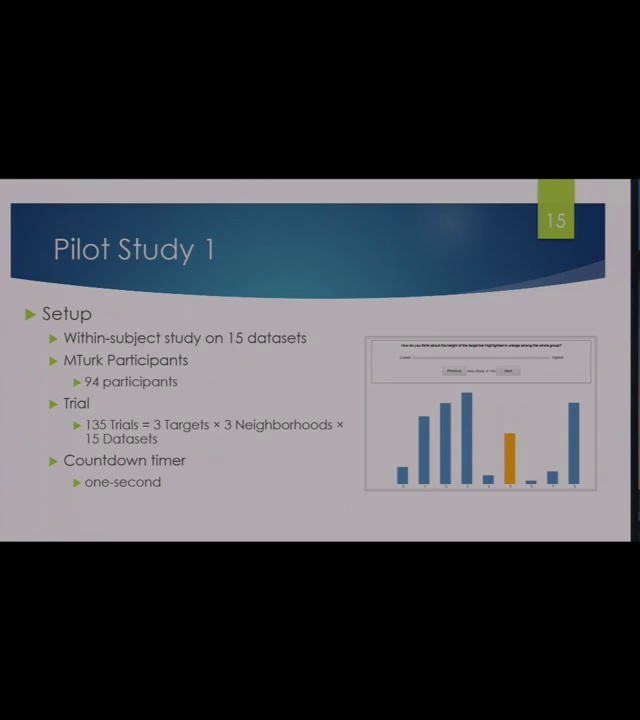 15
Pilot Study 1
Setup
Within-subject study on 15 datasets
MTurk Participants
94 participants
Trial
135 Trials = 3 Targets × 3 Neighborhoods ×
15 Datasets
Countdown timer
one-second
How do you think about the height of the target bar highlighted in orange among the whole group?
Lowest Highest
Previous Next